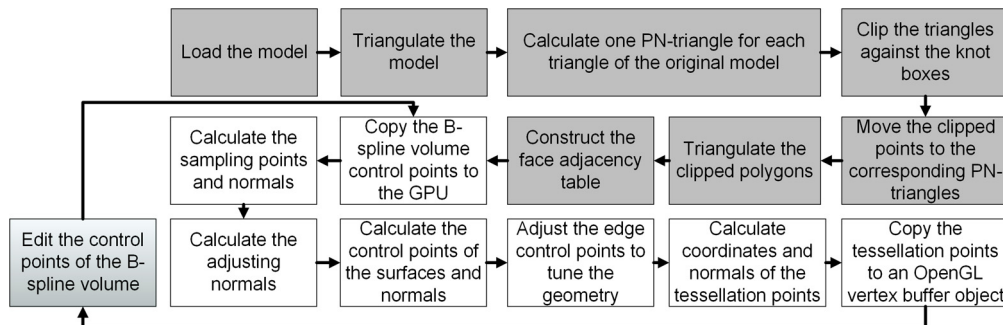 Load the model
Triangulate the
model
Calculate one PN-triangle for each
triangle of the original model
Clip the triangles
against the knot
boxes
Calculate the
sampling points
and normals
Copy the B-
spline volume
control points to
the GPU
Construct the
face adjacency
table
Triangulate the
clipped polygons
Move the clipped
points to the
corresponding PN-
triangles
Edit the control
points of the B-
spline volume
Calculate the
adjusting
normals
Calculate the
control points of
the surfaces and
normals
Adjust the edge
control points to
tune the
geometry
Calculate
coordinates and
normals of the
tessellation points
Copy the
tessellation points
to an OpenGL
vertex buffer object